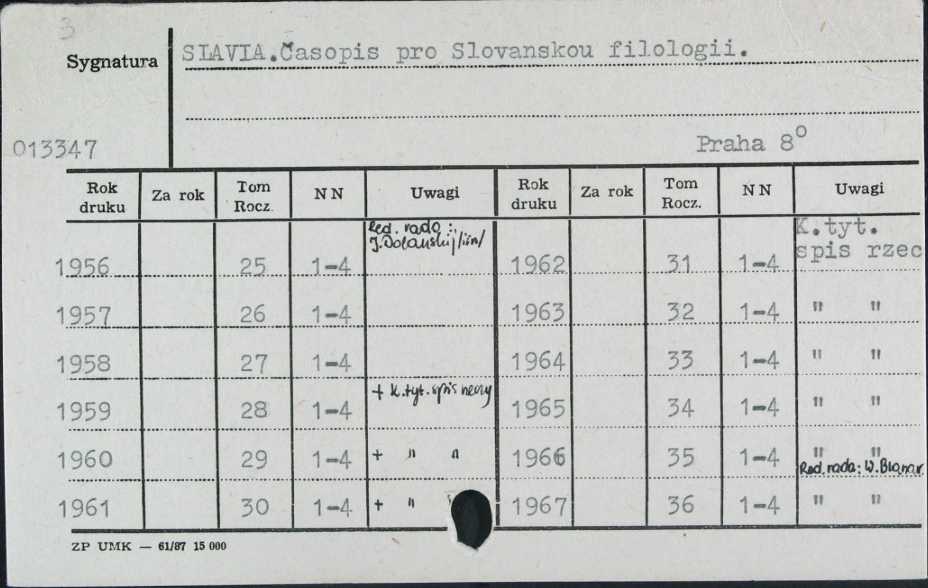 3
Sygnatura SLAVIA.Časopis pro Slovanskou filologii.
013347 Praha 8°
Rok druku Za rok Tom Rocz. N N Uwagi Rok druku Za rok Tom Rocz. N N Uwagi
1956 25 1-4 Red. rada: J.Dolanskij/iin/ 1962 31 1-4 K.tyt. spis rzec
1957 26 1-4 1963 32 1-4 " "
1958 27 1-4 1964 33 1-4 " "
1959 28 1-4 + K.tyt. spis rzeczy 1965 34 1-4 " "
1960 29 1-4 + " " 1966 35 1-4 " " Red. rada: W.Blanar.
1961 30 1-4 + " 1967 36 1-4 " "
ZP UMK — 61/87 15 000